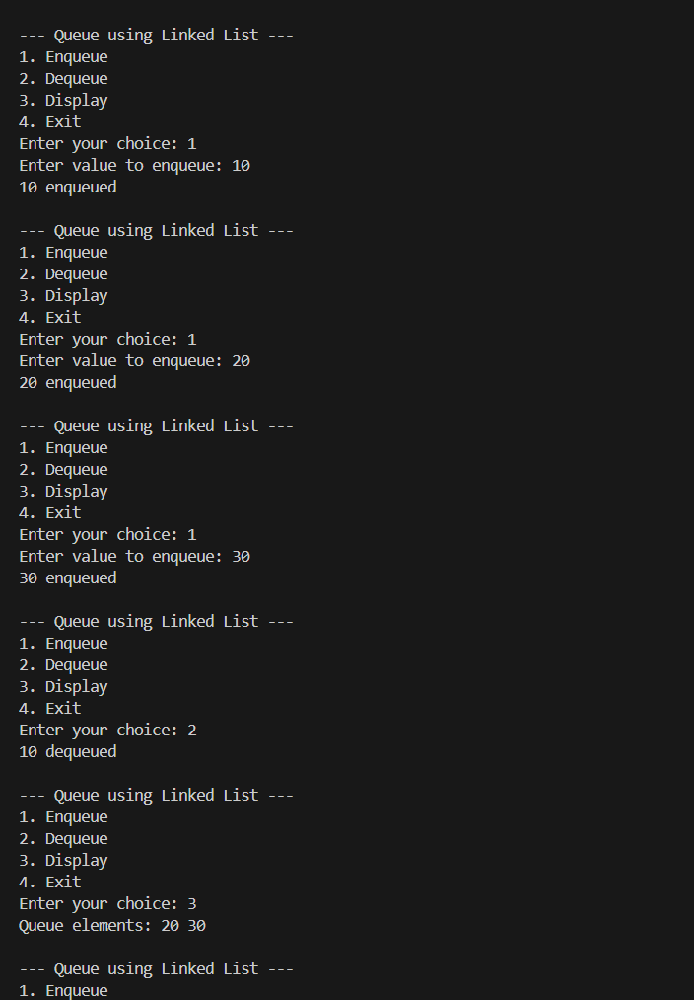 --- Queue using Linked List ---
1. Enqueue
2. Dequeue
3. Display
4. Exit
Enter your choice: 1
Enter value to enqueue: 10
10 enqueued

--- Queue using Linked List ---
1. Enqueue
2. Dequeue
3. Display
4. Exit
Enter your choice: 1
Enter value to enqueue: 20
20 enqueued

--- Queue using Linked List ---
1. Enqueue
2. Dequeue
3. Display
4. Exit
Enter your choice: 1
Enter value to enqueue: 30
30 enqueued

--- Queue using Linked List ---
1. Enqueue
2. Dequeue
3. Display
4. Exit
Enter your choice: 2
10 dequeued

--- Queue using Linked List ---
1. Enqueue
2. Dequeue
3. Display
4. Exit
Enter your choice: 3
Queue elements: 20 30

--- Queue using Linked List ---
1. Enqueue